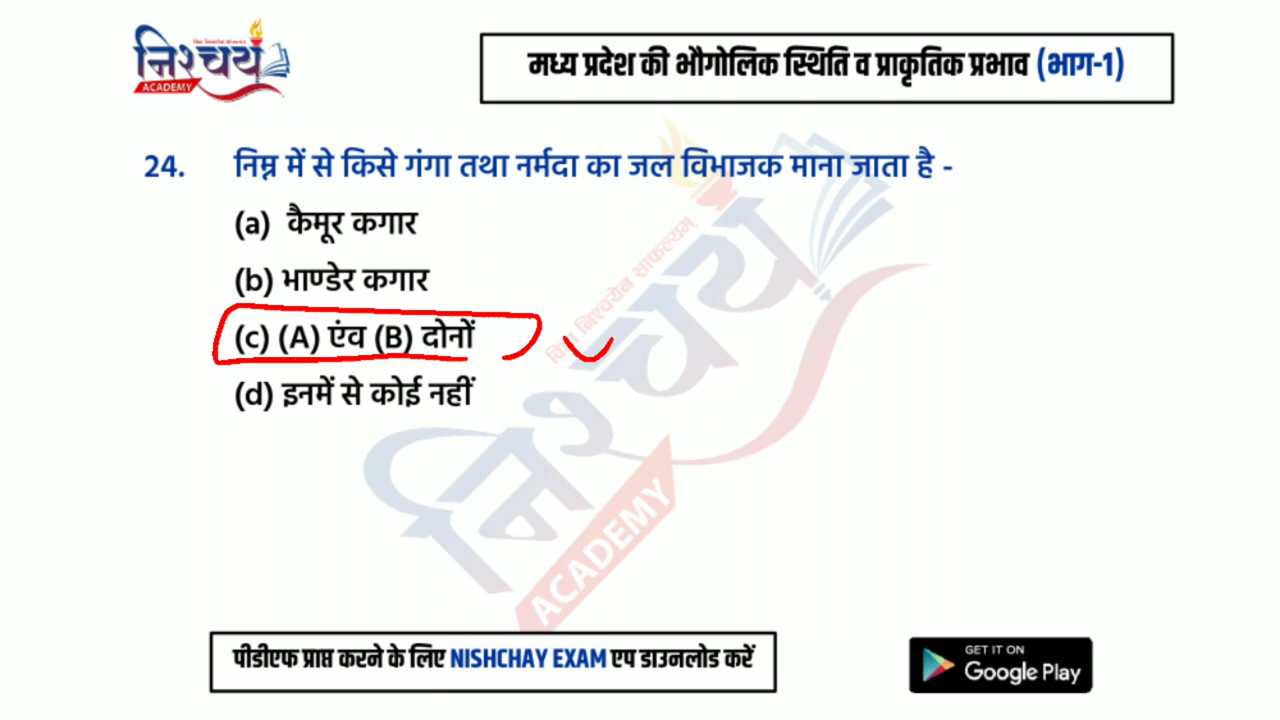 निश्चय
ACADEMY
मध्य प्रदेश की भौगोलिक स्थिति व प्राकृतिक प्रभाव (भाग-1)
24. निम्न में से किसे गंगा तथा नर्मदा का जल विभाजक माना जाता है -
(a) कैमूर कगार
(b) भाण्डेर कगार
(c) (A) एंव (B) दोनों
(d) इनमें से कोई नहीं
निश्चय
ACADEMY
पीडीएफ प्राप्त करने के लिए NISHCHAY EXAM एप डाउनलोड करें
GET IT ON
Google Play